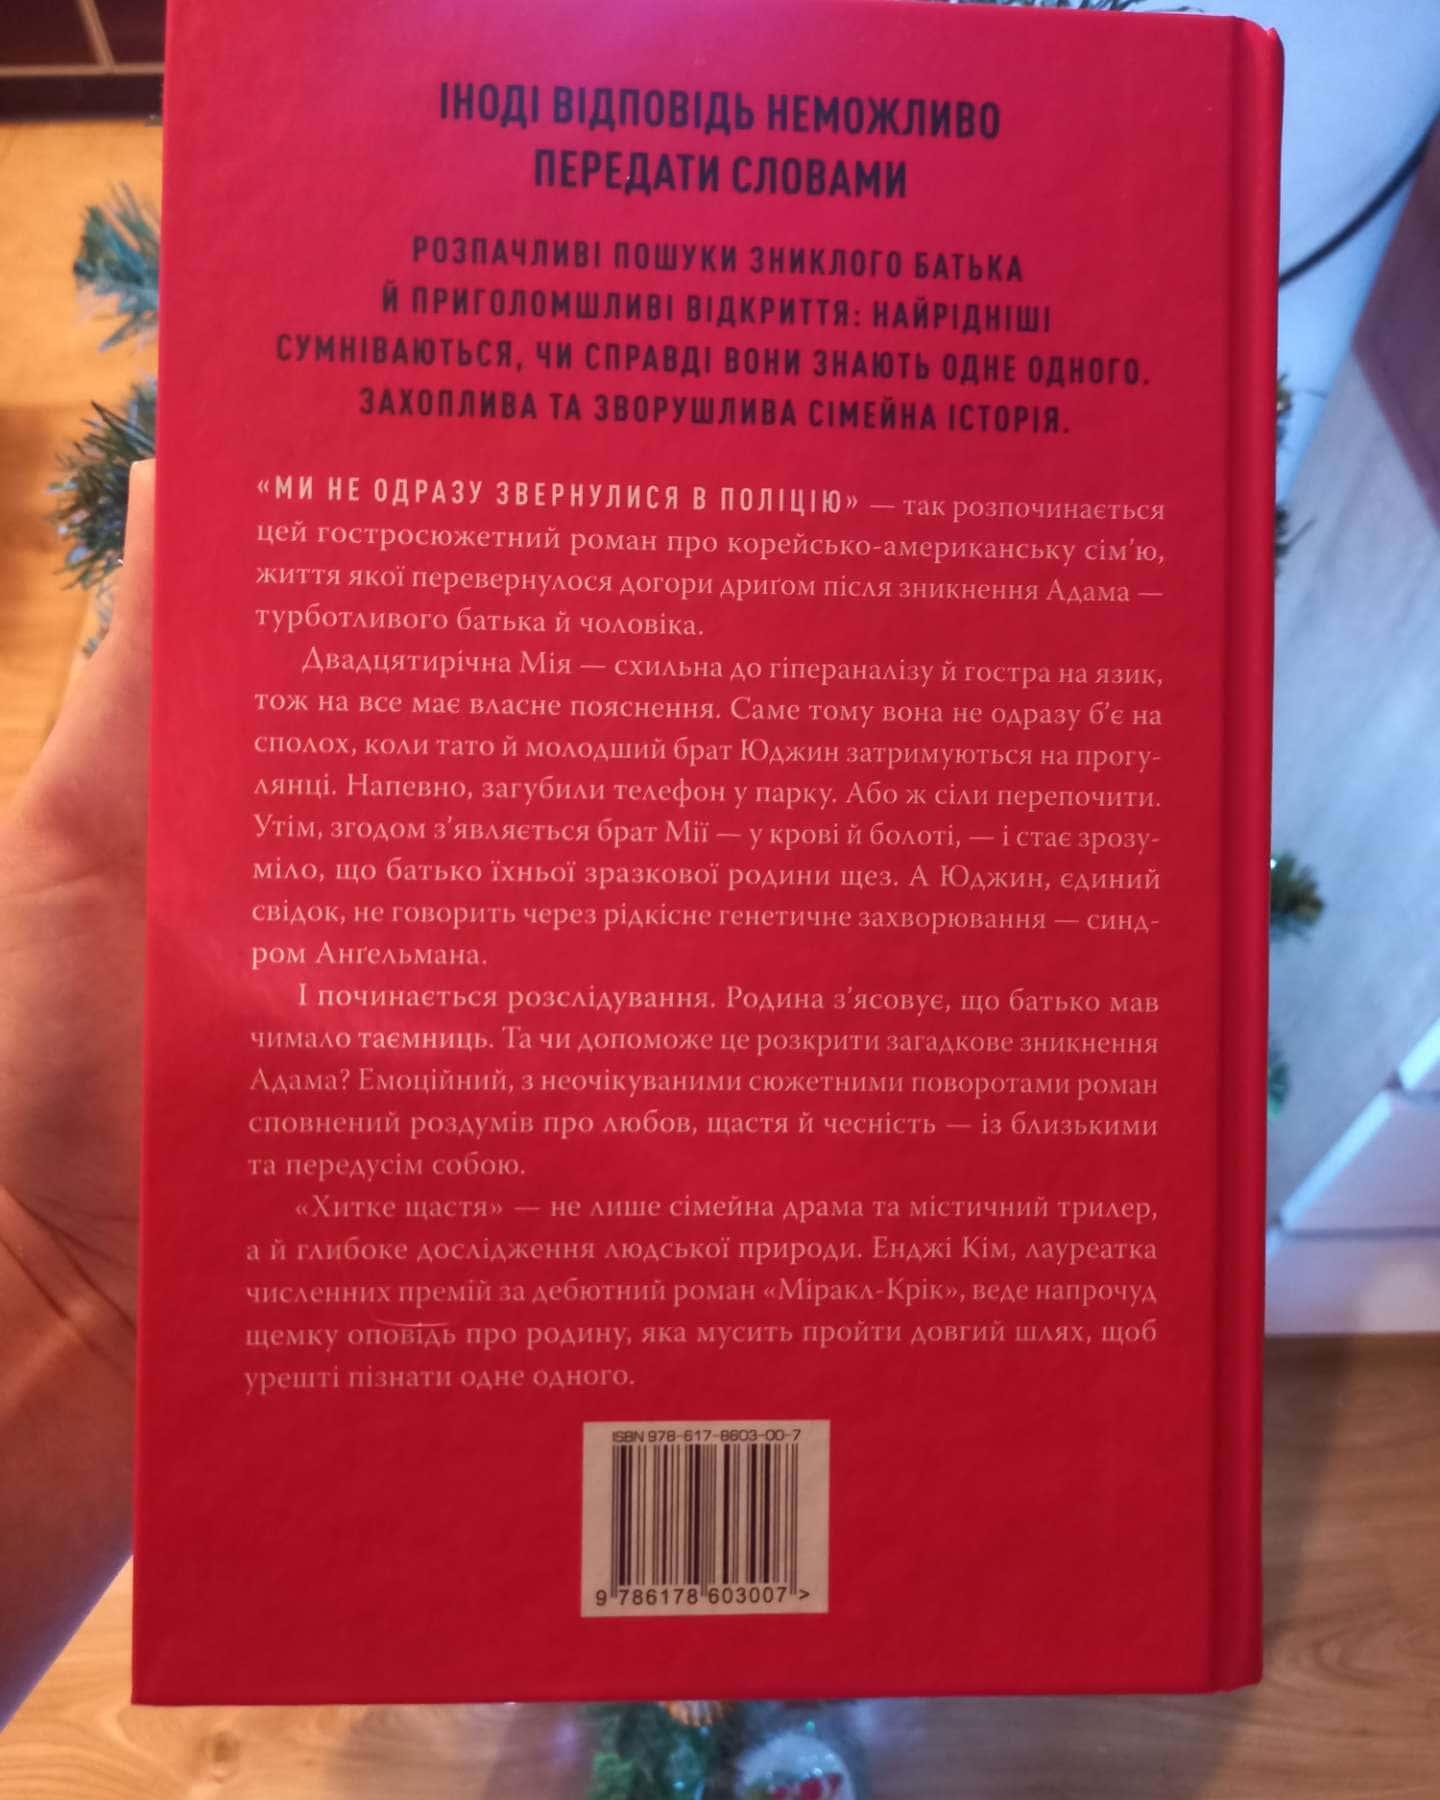 ІНОДІ ВІДПОВІДЬ НЕМОЖЛИВО
ПЕРЕДАТИ СЛОВАМИ
РОЗПАЧЛИВІ ПОШУКИ ЗНИКЛОГО БАТЬКА
Й ПРИГОЛОМШЛИВІ ВІДКРИТТЯ: НАЙРІДНІШІ
СУМНІВАЮТЬСЯ, ЧИ СПРАВДІ ВОНИ ЗНАЮТЬ ОДНЕ ОДНОГО.
ЗАХОПЛИВА ТА ЗВОРУШЛИВА СІМЕЙНА ІСТОРІЯ.
«МИ НЕ ОДРАЗУ ЗВЕРНУЛИСЯ В ПОЛІЦІЮ» — так розпочинається
цей гостросюжетний роман про корейсько-американську сім’ю,
життя якої перевернулося догори дриґом після зникнення Адама —
турботливого батька й чоловіка.
Двадцятирічна Мія — схильна до гіпераналізу й гостра на язик,
тож на все має власне пояснення. Саме тому вона не одразу б’є на
сполох, коли тато й молодший брат Юджин затримуються на прогу-
лянці. Напевно, загубили телефон у парку. Або ж сіли перепочити.
Утім, згодом з’являється брат Мії — у крові й болоті, — і стає зрозу-
міло, що батько їхньої зразкової родини щез. А Юджин, єдиний
свідок, не говорить через рідкісне генетичне захворювання — синд-
ром Анґельмана.
І починається розслідування. Родина з’ясовує, що батько мав
чимало таємниць. Та чи допоможе це розкрити загадкове зникнення
Адама? Емоційний, з неочікуваними сюжетними поворотами роман
сповнений роздумів про любов, щастя й чесність — із близькими
та передусім собою.
«Хитке щастя» — не лише сімейна драма та містичний трилер,
а й глибоке дослідження людської природи. Енджі Кім, лауреатка
численних премій за дебютний роман «Міракл-Крік», веде напрочуд
щемку оповідь про родину, яка мусить пройти довгий шлях, щоб
урешті пізнати одне одного.
ISBN 978-617-8603-00-7
9 786178 603007 >